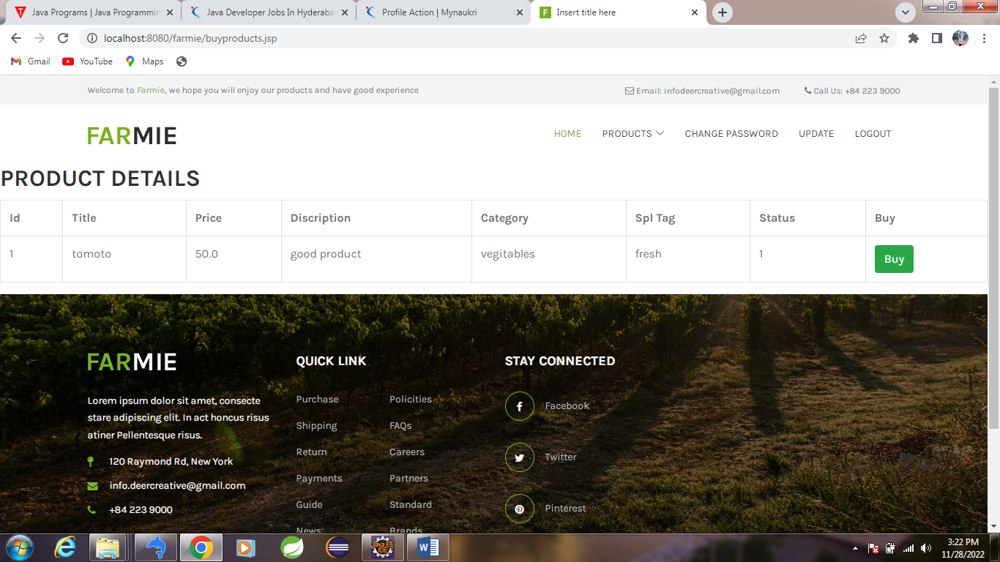 Java Programs | Java Programmin
Java Developer Jobs In Hyderaba
Profile Action | Mynaukri
F Insert title here
localhost:8080/farmie/buyproducts.jsp
Gmail YouTube Maps
Welcome to Farmie, we hope you will enjoy our products and have good experience
Email: infodeercreative@gmail.com Call Us: +84 223 9000
FARMIE
HOME PRODUCTS CHANGE PASSWORD UPDATE LOGOUT
PRODUCT DETAILS
Id Title Price Discription Category Spl Tag Status Buy
1 tomoto 50.0 good product vegitables fresh 1 Buy
FARMIE
Lorem ipsum dolor sit amet, consecte
stare adipiscing elit. In act honcus risus
atiner Pellentesque risus.
120 Raymond Rd, New York
info.deercreative@gmail.com
+84 223 9000
QUICK LINK
Purchase Policities
Shipping FAQs
Return Careers
Payments Partners
Guide Standard
News Brands
STAY CONNECTED
Facebook
Twitter
Pinterest
Java EE
IDE
W
3:22 PM
11/28/2022